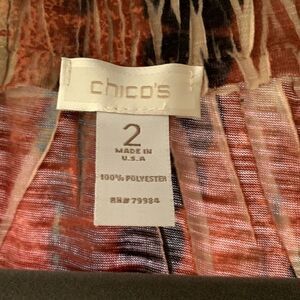 chico's
2
MADE IN
U.S.A
100% POLYESTER
RN# 79984